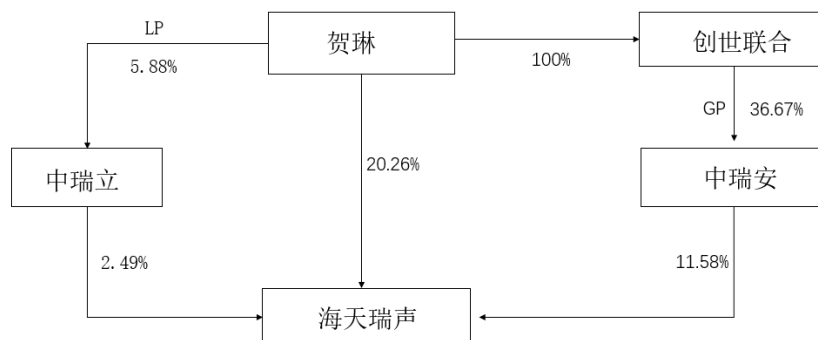 LP
贺琳
创世联合
5.88%
100%
GP
36.67%
中瑞立
20.26%
中瑞安
2.49%
11.58%
海天瑞声